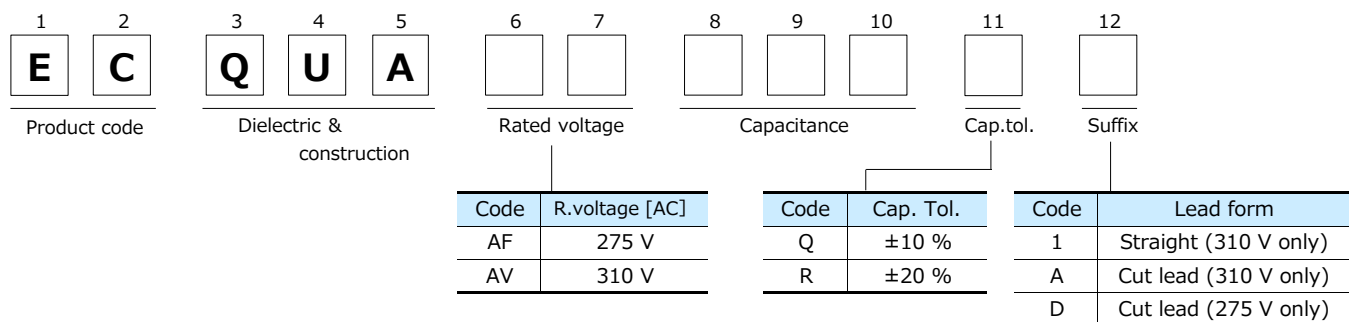 1 2 3 4 5 6 7 8 9 10 11 12
E C Q U A
Product code Dielectric & Rated voltage Capacitance Cap.tol. Suffix
construction
Code R.voltage [AC] Code Cap. Tol. Code Lead form
AF 275 V Q ±10 % 1 Straight (310 V only)
AV 310 V R ±20 % A Cut lead (310 V only)
D Cut lead (275 V only)